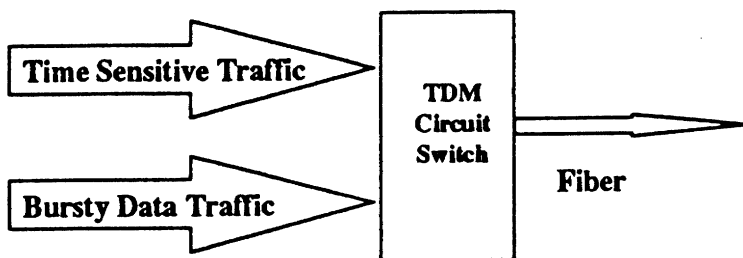 Time Sensitive Traffic
TDM
Circuit
Switch
Fiber
Bursty Data Traffic